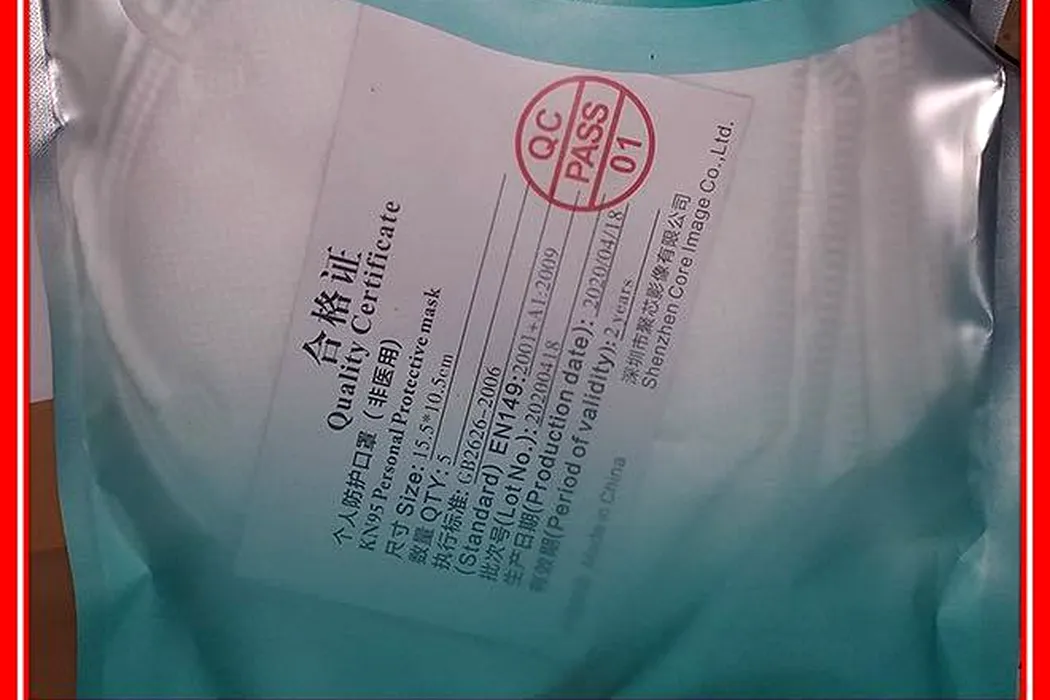 合格证
Quality Certificate
个人防护口罩（非医用）
KN95 Personal Protective mask
尺寸 Size: 15.5*10.5cm
数量 QTY: 5
执行标准: GB2626-2006
(Standard) EN149:2001+A1:2009
批次号(Lot No.): 20200418
生产日期(Production date): 2020/04/18
有效期(Period of validity): 2 years
深圳市聚芯影像有限公司
Shenzhen Core Image Co.,Ltd.
Made in China
QC
PASS
01